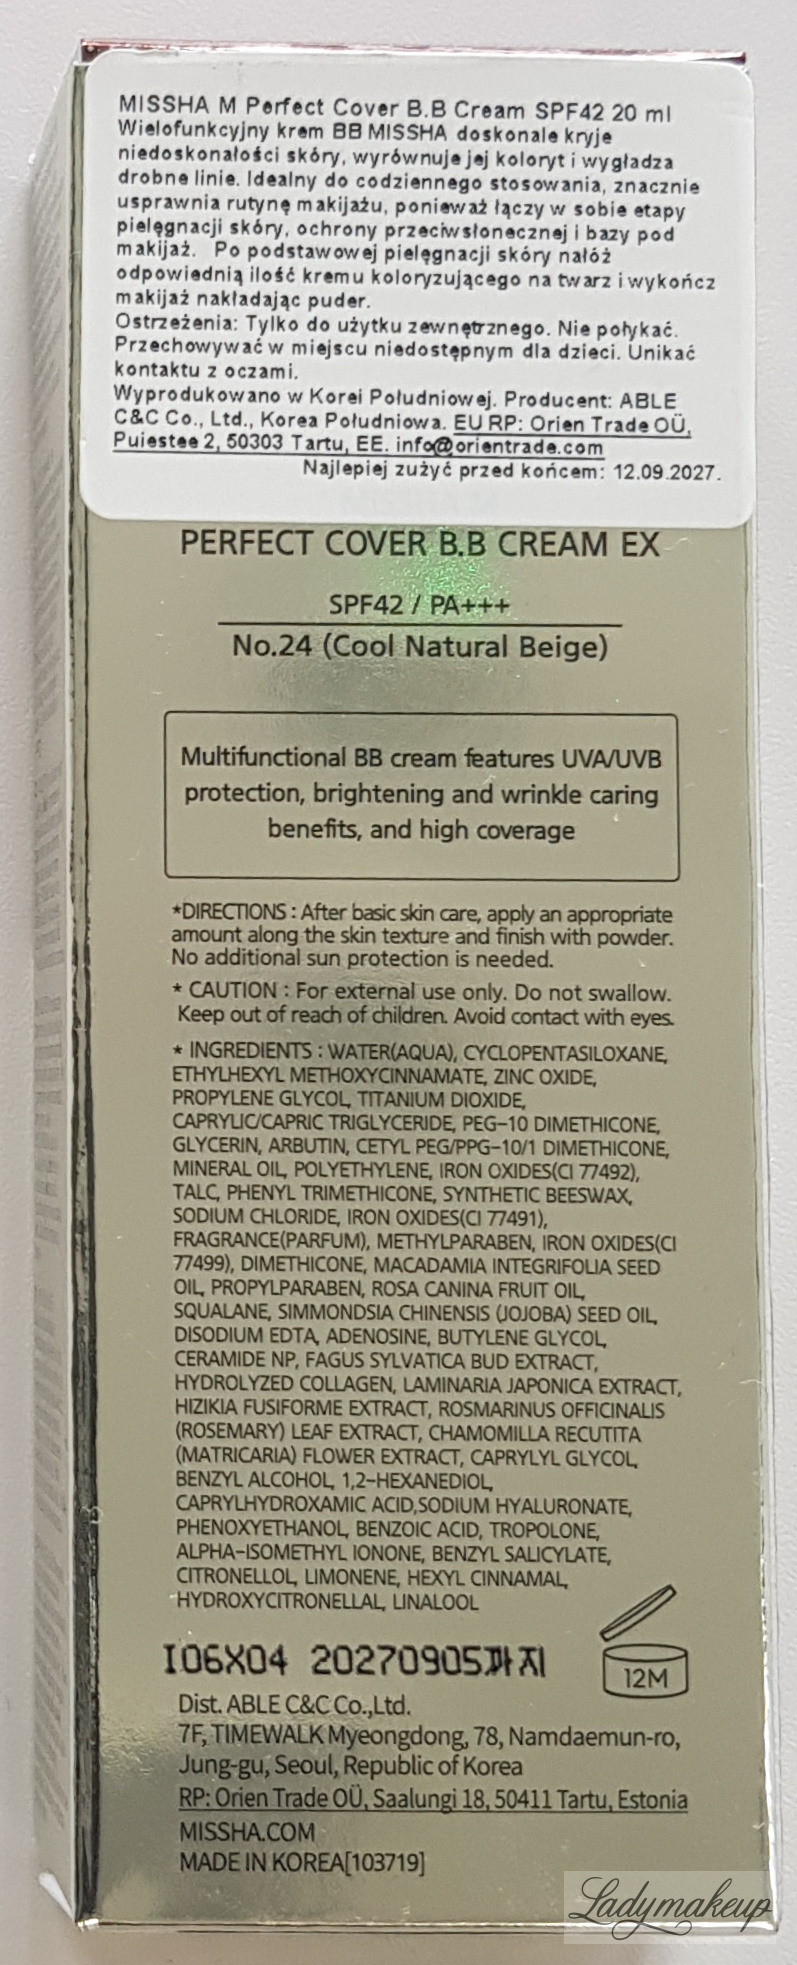 MISSHA M Perfect Cover B.B Cream SPF42 20 ml
Wielofunkcyjny krem BB MISSHA doskonale kryje
niedoskonałości skóry, wyrównuje jej koloryt i wygładza
drobne linie. Idealny do codziennego stosowania, znacznie
usprawnia rutynę makijażu, ponieważ łączy w sobie etapy
pielęgnacji skóry, ochrony przeciwsłonecznej i bazy pod
makijaż. Po podstawowej pielęgnacji skóry nałóż
odpowiednią ilość kremu koloryzującego na twarz i wykończ
makijaż nakładając puder.
Ostrzeżenia: Tylko do użytku zewnętrznego. Nie połykać.
Przechowywać w miejscu niedostępnym dla dzieci. Unikać
kontaktu z oczami.
Wyprodukowano w Korei Południowej. Producent: ABLE
C&C Co., Ltd., Korea Południowa. EU RP: Orien Trade OÜ,
Puiestee 2, 50303 Tartu, EE. info@orientrade.com
Najlepiej zużyć przed końcem: 12.09.2027.
PERFECT COVER B.B CREAM EX
SPF42 / PA+++
No.24 (Cool Natural Beige)
Multifunctional BB cream features UVA/UVB
protection, brightening and wrinkle caring
benefits, and high coverage
*DIRECTIONS : After basic skin care, apply an appropriate
amount along the skin texture and finish with powder.
No additional sun protection is needed.
* CAUTION : For external use only. Do not swallow.
Keep out of reach of children. Avoid contact with eyes.
* INGREDIENTS : WATER(AQUA), CYCLOPENTASILOXANE,
ETHYLHEXYL METHOXYCINNAMATE, ZINC OXIDE,
PROPYLENE GLYCOL, TITANIUM DIOXIDE,
CAPRYLIC/CAPRIC TRIGLYCERIDE, PEG-10 DIMETHICONE,
GLYCERIN, ARBUTIN, CETYL PEG/PPG-10/1 DIMETHICONE,
MINERAL OIL, POLYETHYLENE, IRON OXIDES(CI 77492),
TALC, PHENYL TRIMETHICONE, SYNTHETIC BEESWAX,
SODIUM CHLORIDE, IRON OXIDES(CI 77491),
FRAGRANCE(PARFUM), METHYLPARABEN, IRON OXIDES(CI
77499), DIMETHICONE, MACADAMIA INTEGRIFOLIA SEED
OIL, PROPYLPARABEN, ROSA CANINA FRUIT OIL,
SQUALANE, SIMMONDSIA CHINENSIS (JOJOBA) SEED OIL,
DISODIUM EDTA, ADENOSINE, BUTYLENE GLYCOL,
CERAMIDE NP, FAGUS SYLVATICA BUD EXTRACT,
HYDROLYZED COLLAGEN, LAMINARIA JAPONICA EXTRACT,
HIZIKIA FUSIFORME EXTRACT, ROSMARINUS OFFICINALIS
(ROSEMARY) LEAF EXTRACT, CHAMOMILLA RECUTITA
(MATRICARIA) FLOWER EXTRACT, CAPRYLYL GLYCOL,
BENZYL ALCOHOL, 1,2-HEXANEDIOL,
CAPRYLHYDROXAMIC ACID,SODIUM HYALURONATE,
PHENOXYETHANOL, BENZOIC ACID, TROPOLONE,
ALPHA-ISOMETHYL IONONE, BENZYL SALICYLATE,
CITRONELLOL, LIMONENE, HEXYL CINNAMAL,
HYDROXYCITRONELLAL, LINALOOL
I06X04 20270905까지
12M
Dist. ABLE C&C Co.,Ltd.
7F, TIMEWALK Myeongdong, 78, Namdaemun-ro,
Jung-gu, Seoul, Republic of Korea
RP: Orien Trade OÜ, Saalungi 18, 50411 Tartu, Estonia
MISSHA.COM
MADE IN KOREA[103719]
Ladymakeup